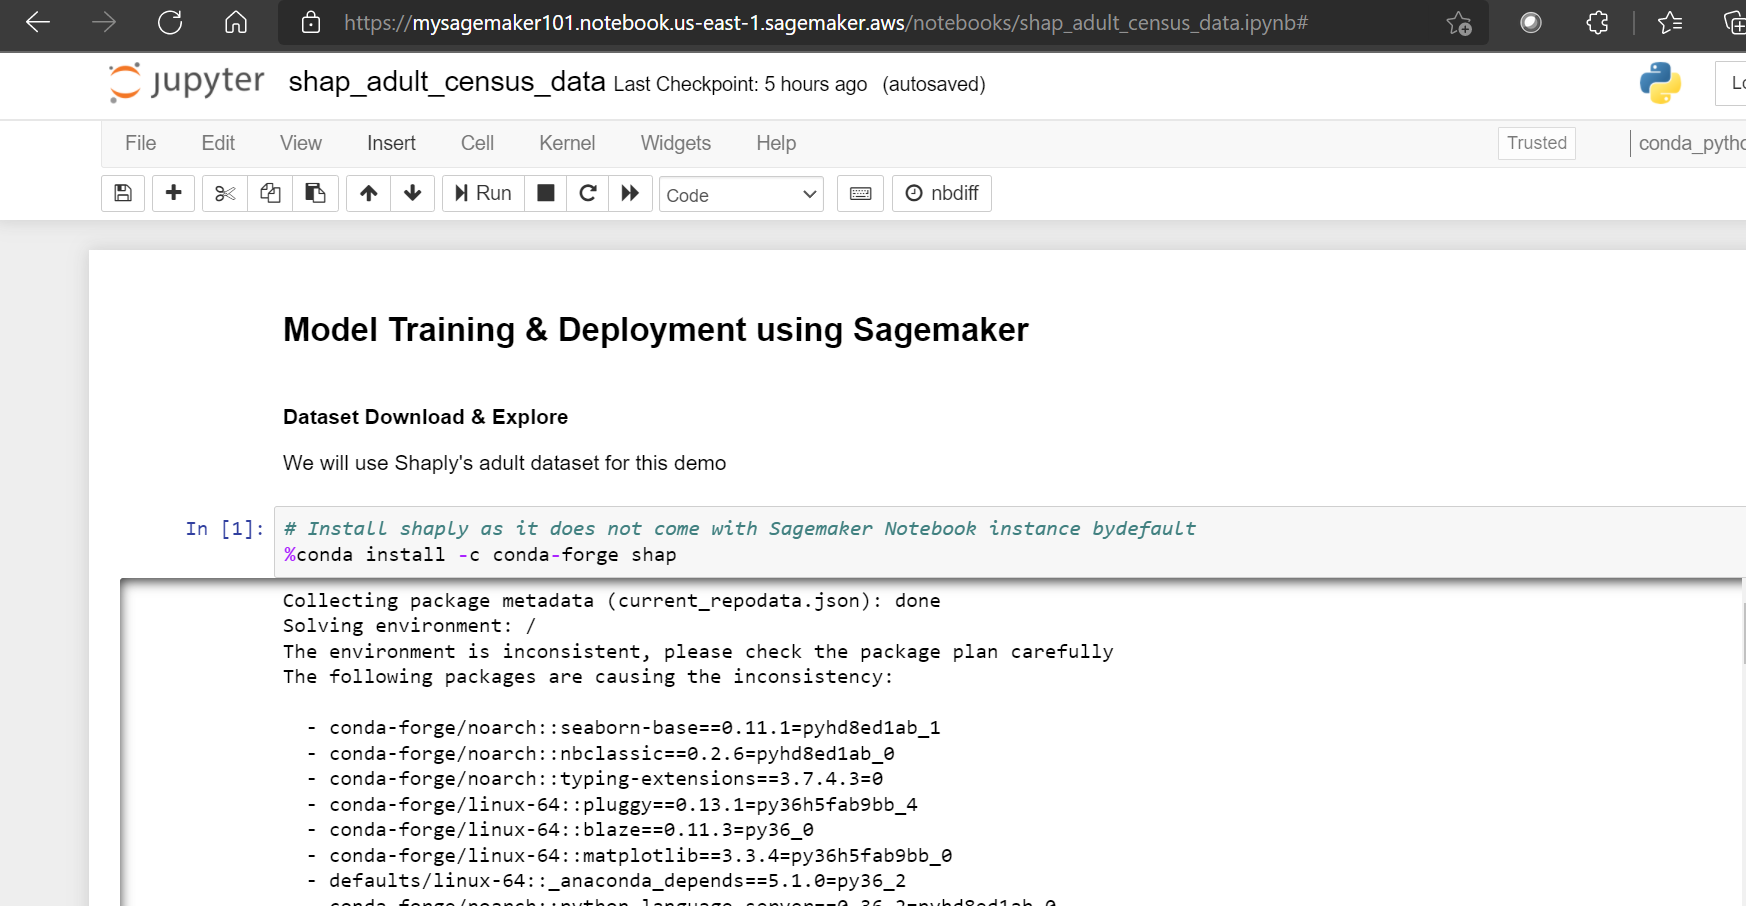 https://mysagemaker101.notebook.us-east-1.sagemaker.aws/notebooks/shap_adult_census_data.ipynb#
jupyter shap_adult_census_data Last Checkpoint: 5 hours ago (autosaved)
File Edit View Insert Cell Kernel Widgets Help Trusted
Run Code nbdiff
Model Training & Deployment using Sagemaker
Dataset Download & Explore
We will use Shaply's adult dataset for this demo
In [1]: # Install shaply as it does not come with Sagemaker Notebook instance bydefault
%conda install -c conda-forge shap
Collecting package metadata (current_repodata.json): done
Solving environment: /
The environment is inconsistent, please check the package plan carefully
The following packages are causing the inconsistency:
- conda-forge/noarch::seaborn-base==0.11.1=pyhd8ed1ab_1
- conda-forge/noarch::nbclassic==0.2.6=pyhd8ed1ab_0
- conda-forge/noarch::typing-extensions==3.7.4.3=0
- conda-forge/linux-64::pluggy==0.13.1=py36h5fab9bb_4
- conda-forge/linux-64::blaze==0.11.3=py36_0
- conda-forge/linux-64::matplotlib==3.3.4=py36h5fab9bb_0
- defaults/linux-64::_anaconda_depends==5.1.0=py36_2